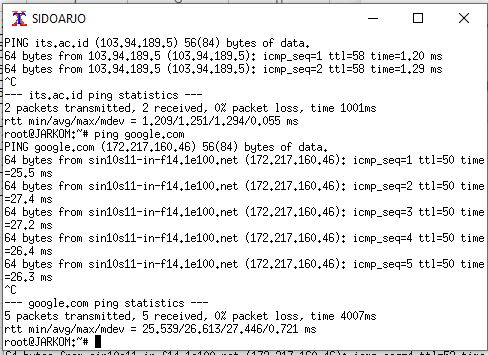 SIDOARJO
PING its.ac.id (103.94.189.5) 56(84) bytes of data.
64 bytes from 103.94.189.5 (103.94.189.5): icmp_seq=1 ttl=58 time=1.20 ms
64 bytes from 103.94.189.5 (103.94.189.5): icmp_seq=2 ttl=58 time=1.29 ms
^C
--- its.ac.id ping statistics ---
2 packets transmitted, 2 received, 0% packet loss, time 1001ms
rtt min/avg/max/mdev = 1.209/1.251/1.294/0.055 ms
root@JARKOM:~# ping google.com
PING google.com (172.217.160.46) 56(84) bytes of data.
64 bytes from sin10s11-in-f14.1e100.net (172.217.160.46): icmp_seq=1 ttl=50 time
=25.5 ms
64 bytes from sin10s11-in-f14.1e100.net (172.217.160.46): icmp_seq=2 ttl=50 time
=27.4 ms
64 bytes from sin10s11-in-f14.1e100.net (172.217.160.46): icmp_seq=3 ttl=50 time
=27.2 ms
64 bytes from sin10s11-in-f14.1e100.net (172.217.160.46): icmp_seq=4 ttl=50 time
=26.4 ms
64 bytes from sin10s11-in-f14.1e100.net (172.217.160.46): icmp_seq=5 ttl=50 time
=26.3 ms
^C
--- google.com ping statistics ---
5 packets transmitted, 5 received, 0% packet loss, time 4007ms
rtt min/avg/max/mdev = 25.539/26.613/27.446/0.721 ms
root@JARKOM:~#